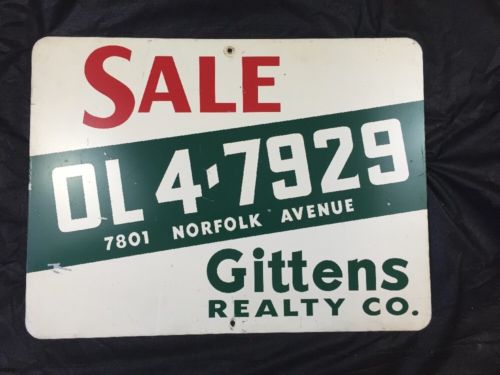 SALE
OL 4-7929
7801 NORFOLK AVENUE
Gittens
REALTY CO.